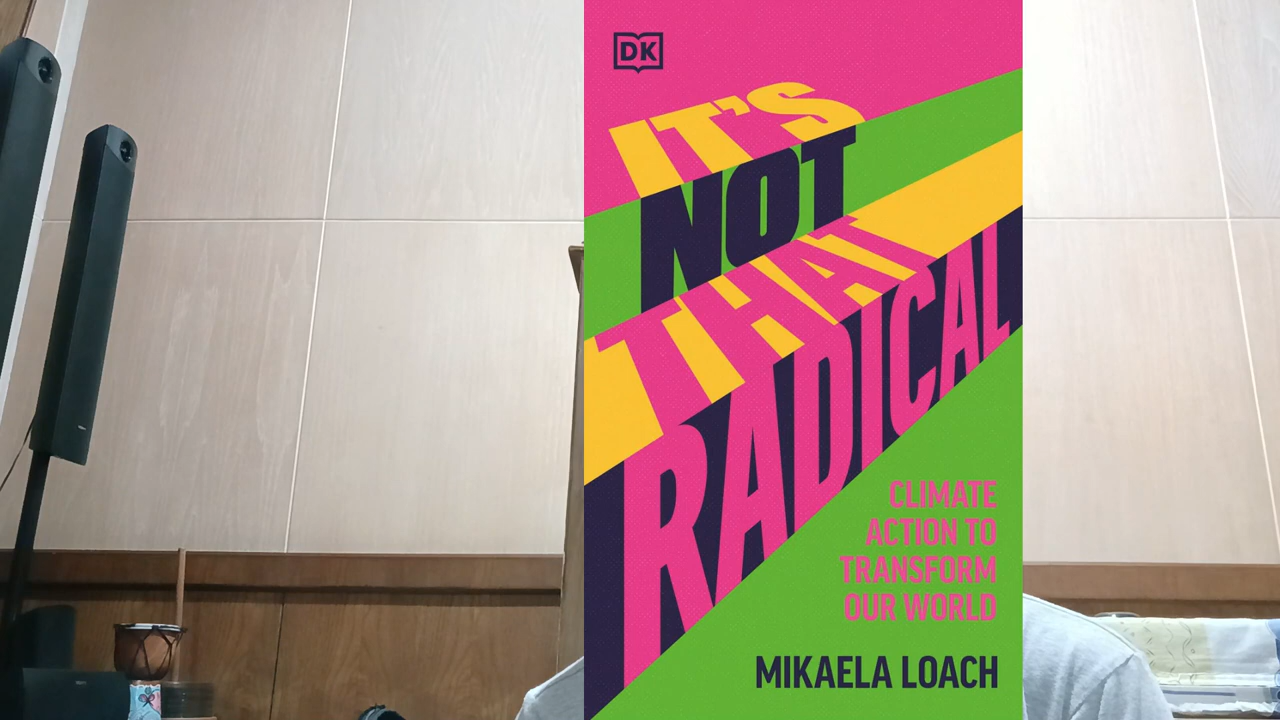 DK
IT'S
NOT
THAT
RADICAL
CLIMATE
ACTION TO
TRANSFORM
OUR WORLD
MIKAELA LOACH